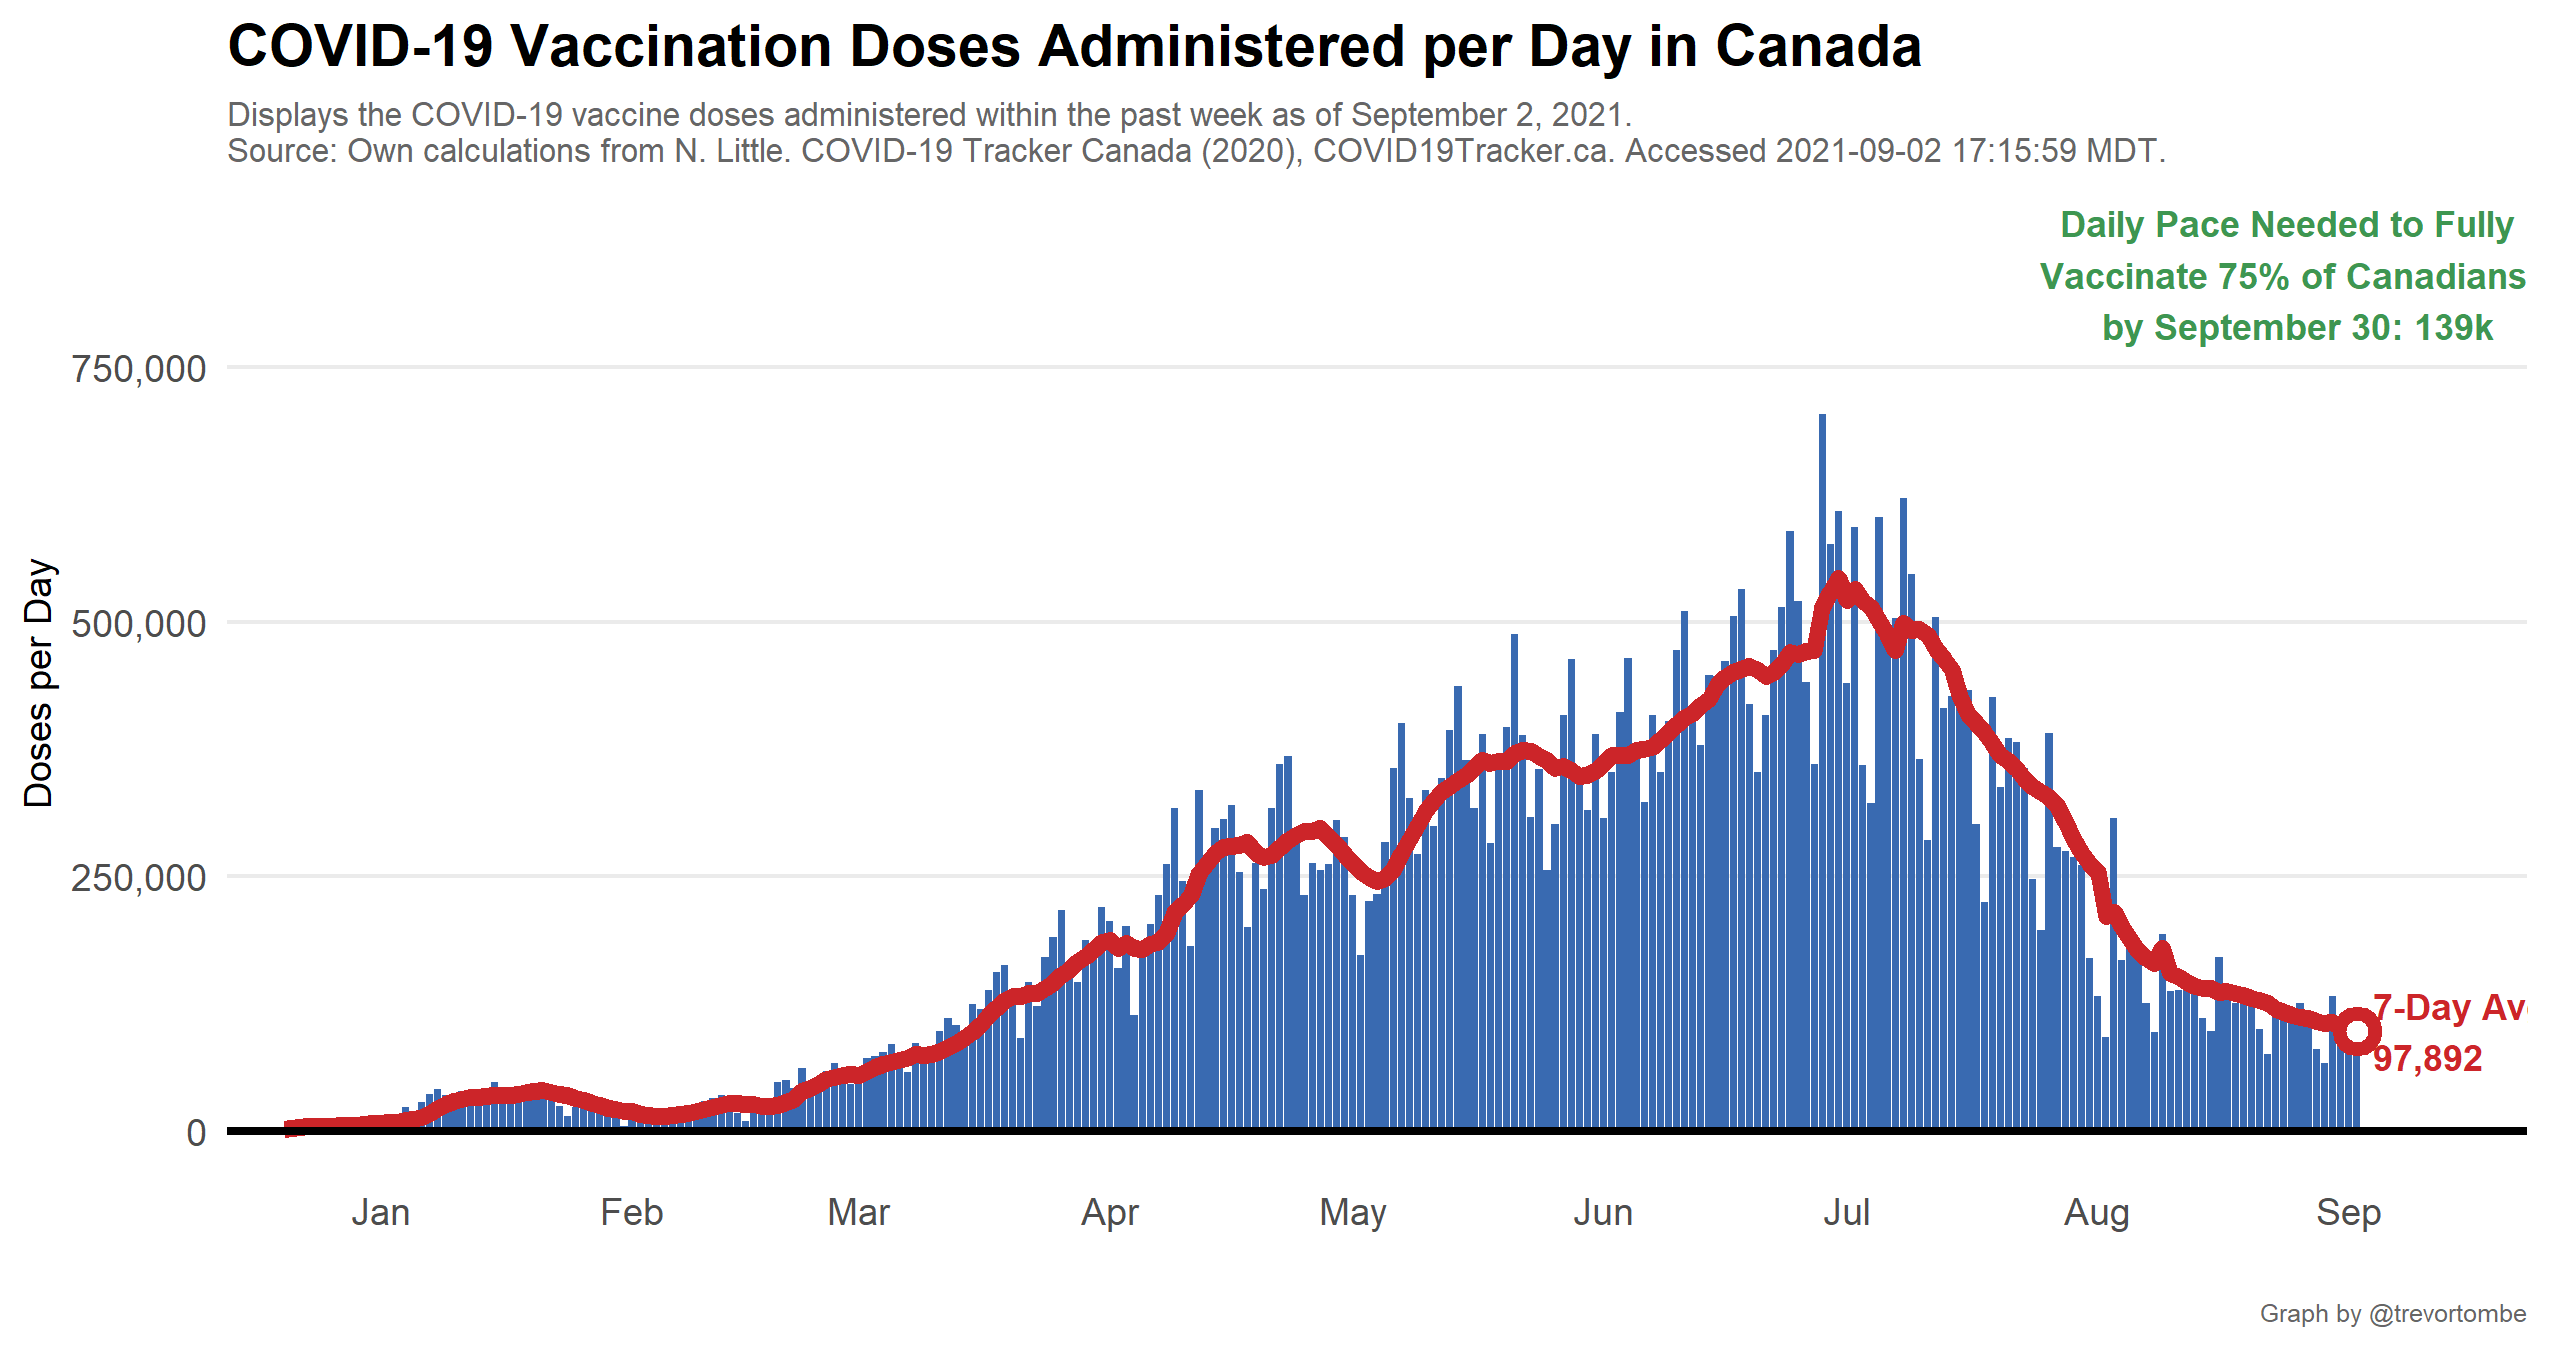 COVID-19 Vaccination Doses Administered per Day in Canada
Displays the COVID-19 vaccine doses administered within the past week as of September 2, 2021.
Source: Own calculations from N. Little. COVID-19 Tracker Canada (2020), COVID19Tracker.ca. Accessed 2021-09-02 17:15:59 MDT.
Daily Pace Needed to Fully
Vaccinate 75% of Canadians
by September 30: 139k
Doses per Day
750,000
500,000
250,000
0
7-Day Av
97,892
Jan Feb Mar Apr May Jun Jul Aug Sep
Graph by @trevortombe